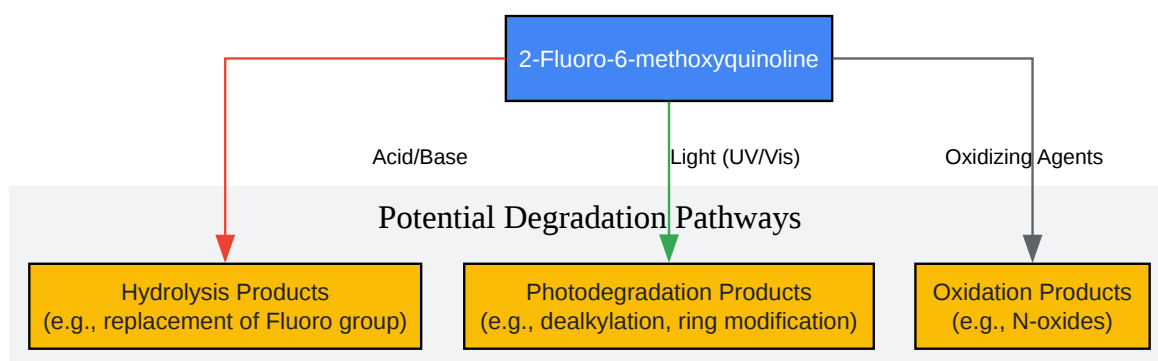 2-Fluoro-6-methoxyquinoline
Acid/Base
Light (UV/Vis)
Oxidizing Agents
Potential Degradation Pathways
Hydrolysis Products
(e.g., replacement of Fluoro group)
Photodegradation Products
(e.g., dealkylation, ring modification)
Oxidation Products
(e.g., N-oxides)